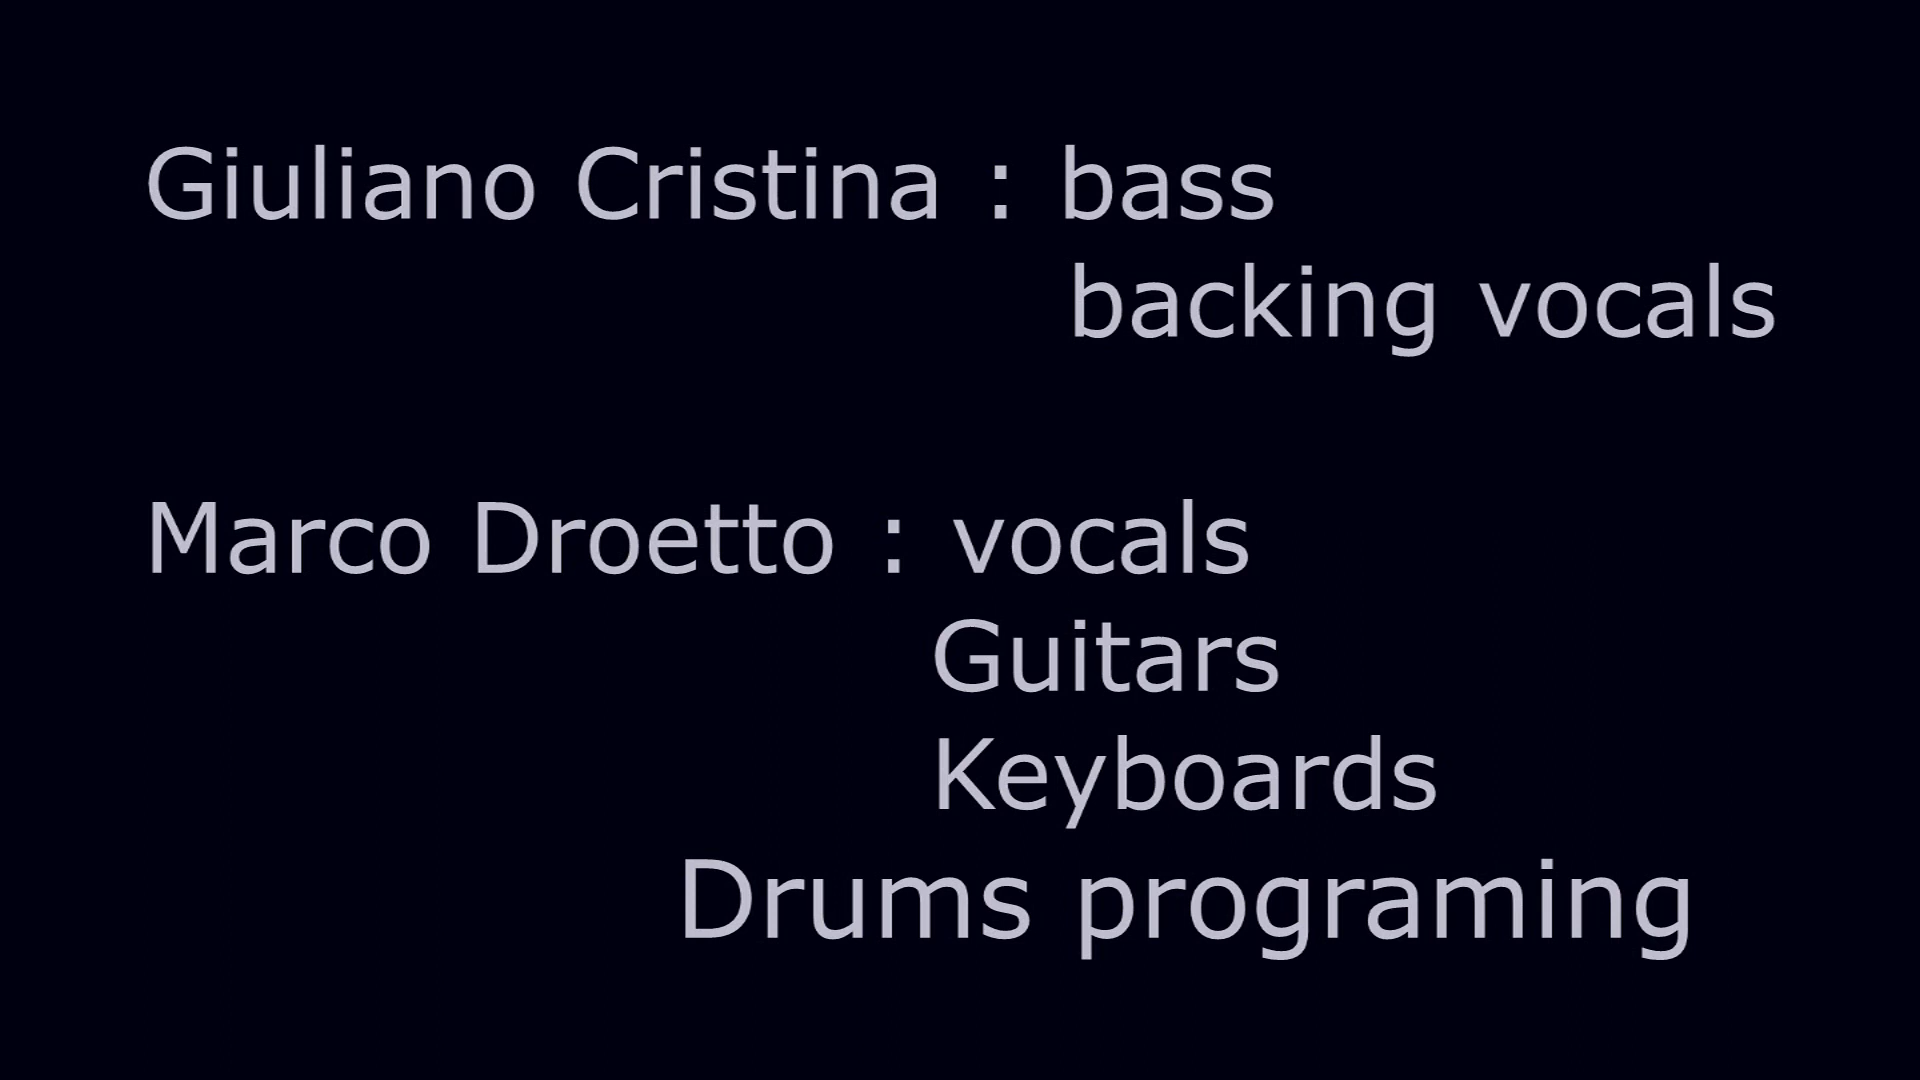 Giuliano Cristina : bass
backing vocals
Marco Droetto : vocals
Guitars
Keyboards
Drums programing